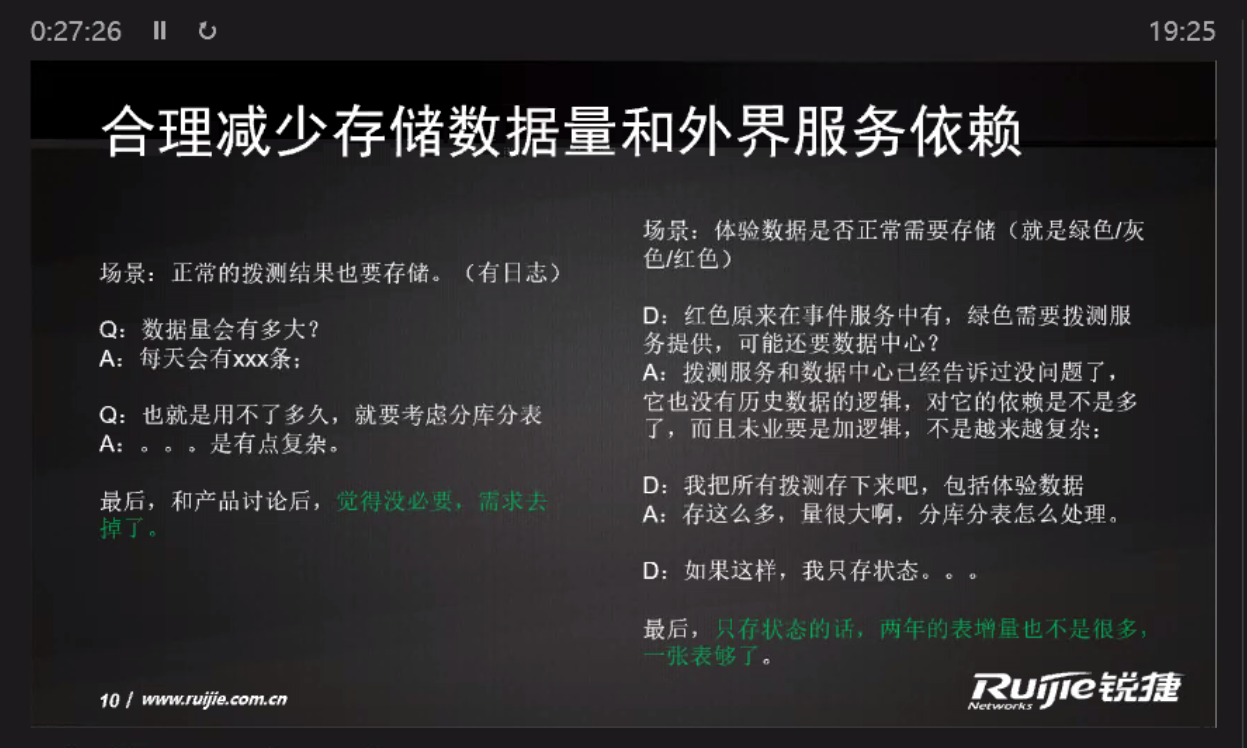 0:27:26
19:25
合理减少存储数据量和外界服务依赖
场景：正常的拨测结果也要存储。（有日志）
Q：数据量会有多大？
A：每天会有xxx条；
Q：也就是用不了多久，就要考虑分库分表
A：。。。是有点复杂。
最后，和产品讨论后，觉得没必要，需求去
掉了。
场景：体验数据是否正常需要存储（就是绿色/灰
色/红色）
D：红色原来在事件服务中有，绿色需要拨测服
务提供，可能还要数据中心？
A：拨测服务和数据中心已经告诉过没问题了，
它也没有历史数据的逻辑，对它的依赖是不是多
了，而且未业要是加逻辑，不是越来越复杂；
D：我把所有拨测存下来吧，包括体验数据
A：存这么多，量很大啊，分库分表怎么处理。
D：如果这样，我只存状态。。。
最后，只存状态的话，两年的表增量也不是很多，
一张表够了。
10 / www.ruijie.com.cn
Ruijie锐捷
Networks